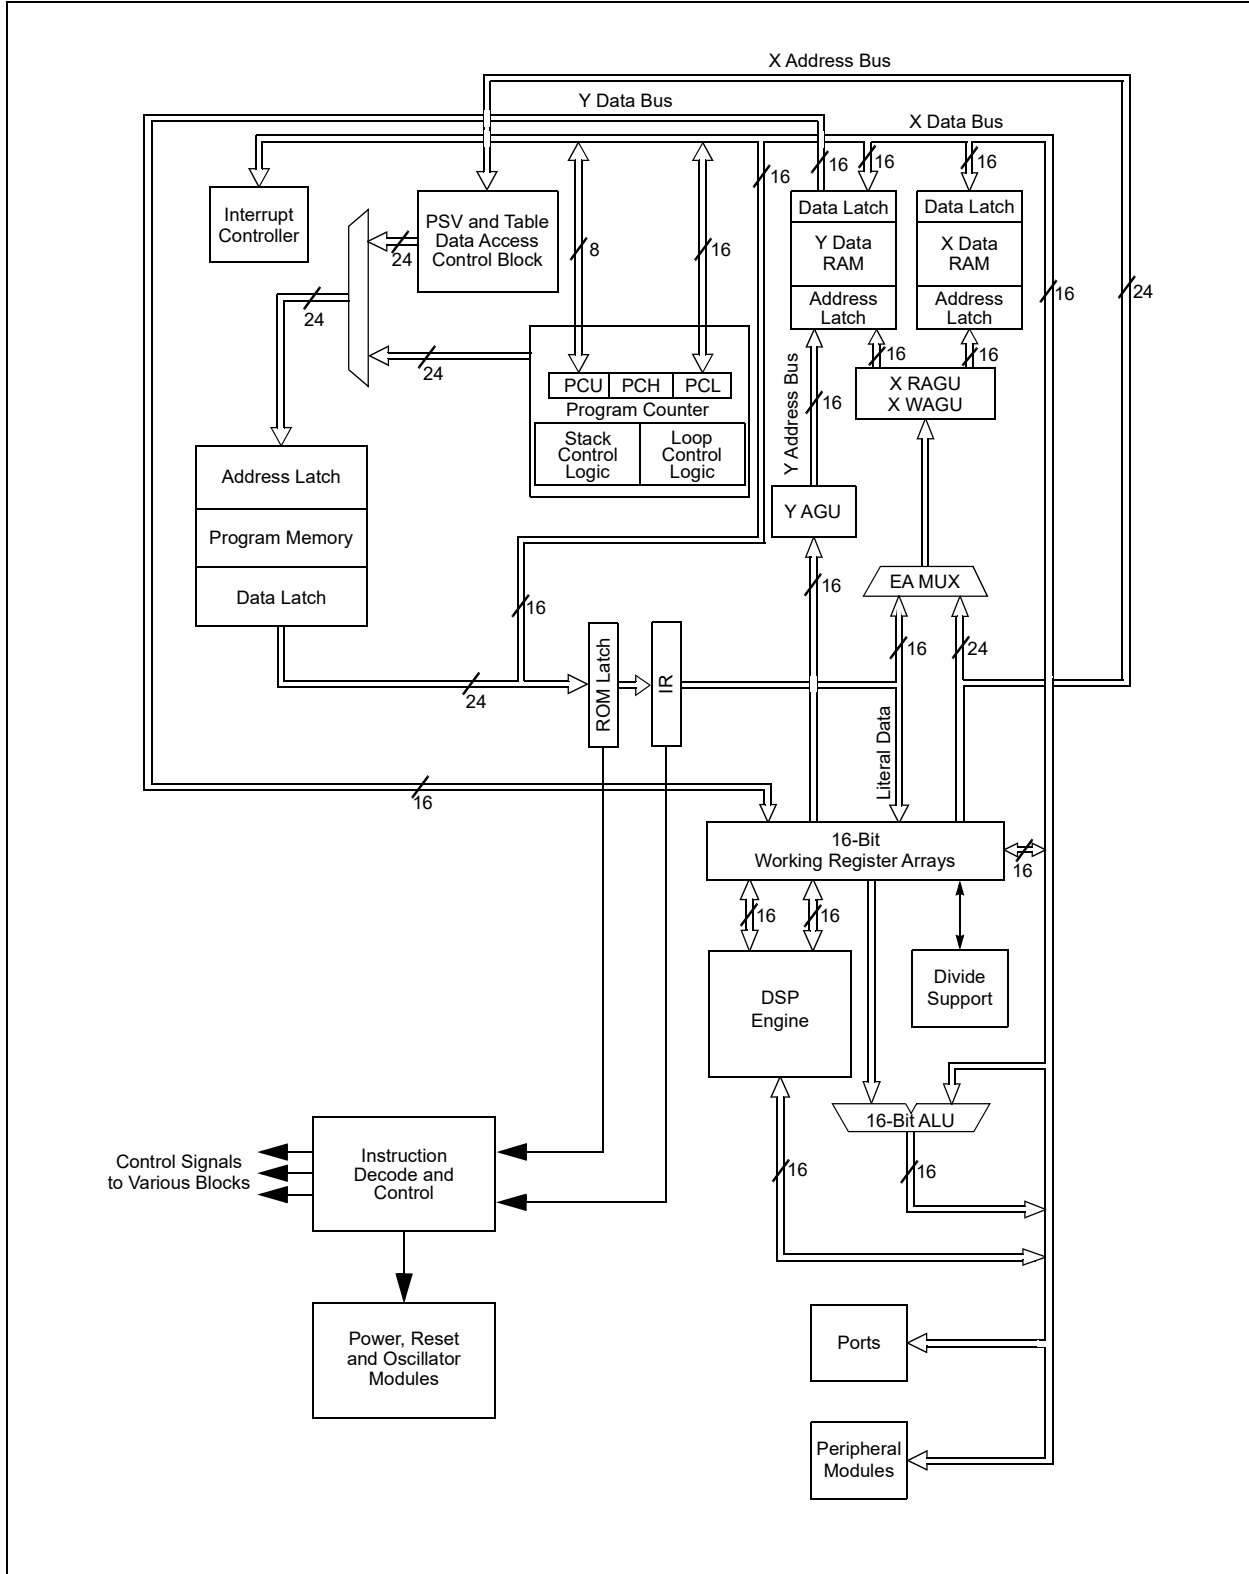 X Address Bus
Y Data Bus
X Data Bus
16
16
16
16
Interrupt
Controller
PSV and Table
Data Access
Control Block
24
8
16
Data Latch
Y Data
RAM
Address
Latch
Data Latch
X Data
RAM
Address
Latch
16
24
24
24
16
16
X RAGU
X WAGU
PCU
PCH
PCL
Program Counter
Stack
Control
Logic
Loop
Control
Logic
Y Address Bus
16
Address Latch
Program Memory
Data Latch
Y AGU
EA MUX
16
16
16
24
24
ROM Latch
IR
Literal Data
16
16-Bit
Working Register Arrays
16
16
16
DSP
Engine
Divide
Support
16-Bit ALU
16
16
Control Signals
to Various Blocks
Instruction
Decode and
Control
Power, Reset
and Oscillator
Modules
Ports
Peripheral
Modules